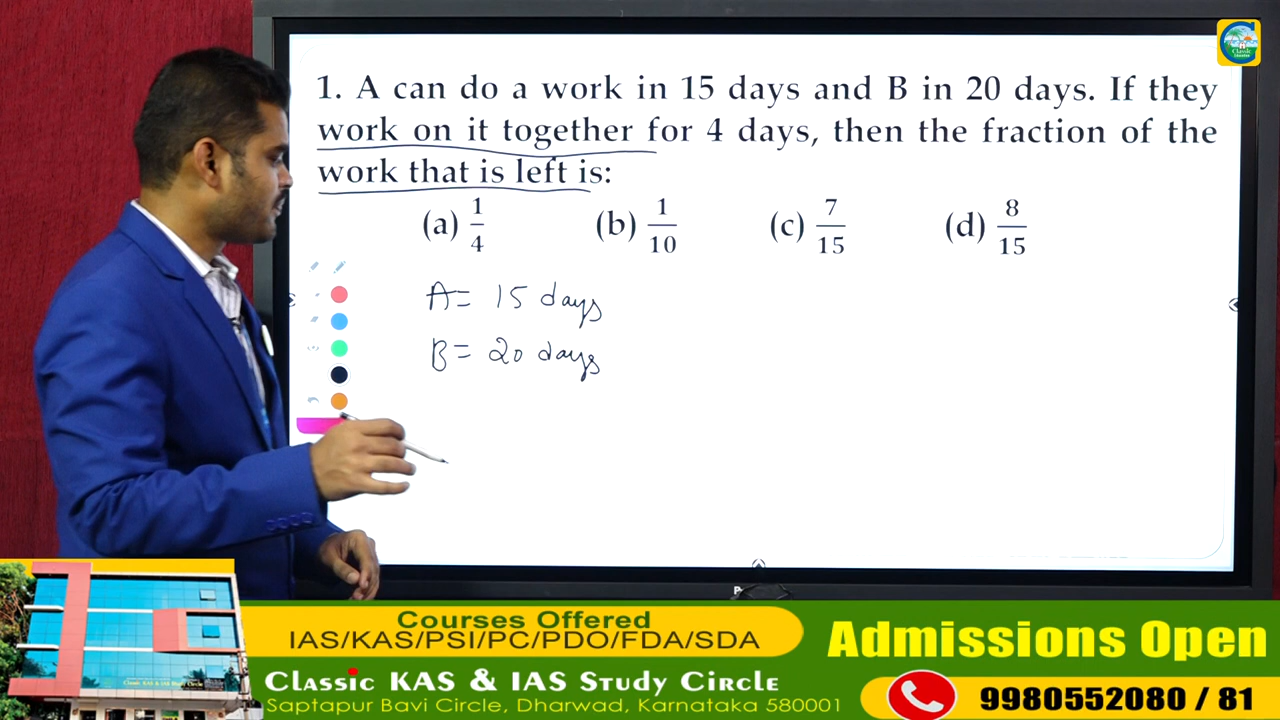 1. A can do a work in 15 days and B in 20 days. If they
work on it together for 4 days, then the fraction of the
work that is left is:
(a) 1/4 (b) 1/10 (c) 7/15 (d) 8/15
A= 15 days
B= 20 days
Courses Offered
IAS/KAS/PSI/PC/PDO/FDA/SDA
Classic KAS & IAS Study Circle
Saptapur Bavi Circle, Dharwad, Karnataka 580001
Admissions Open
9980552080 / 81